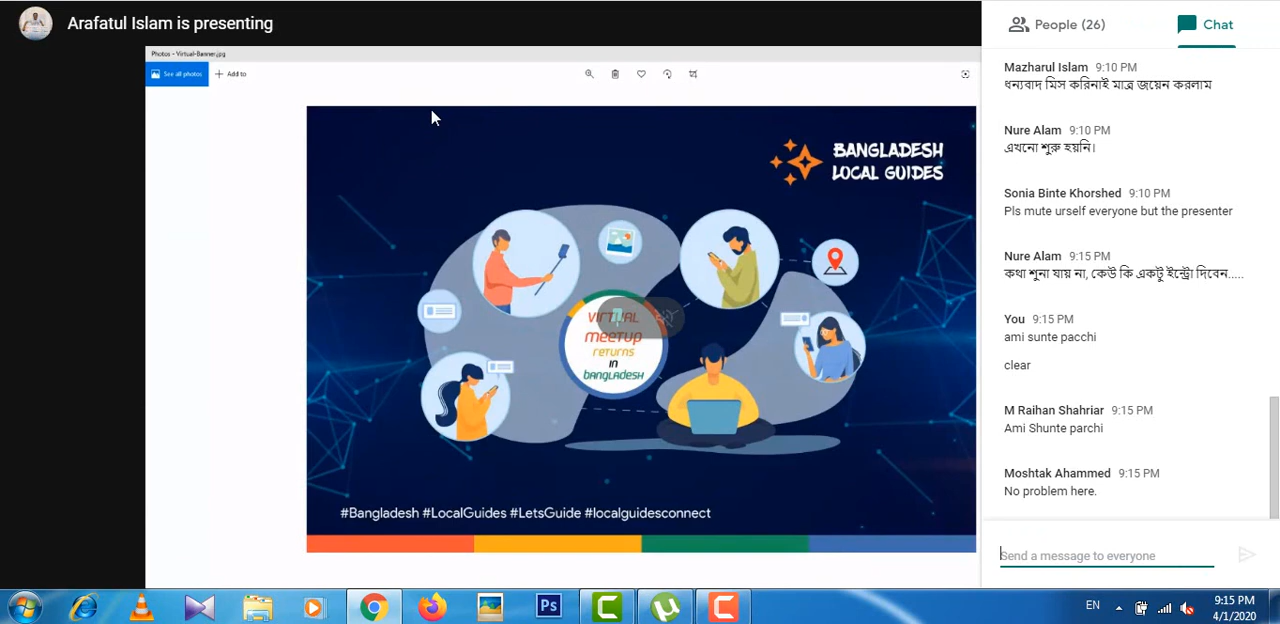 Arafatul Islam is presenting
Photos - Virtual-Banner.jpg
See all photos
Add to
BANGLADESH
LOCAL GUIDES
VIRTUAL
MEETUP
RETURNS
IN
BANGLADESH
#Bangladesh #LocalGuides #LetsGuide #localguidesconnect
People (26)
Chat
Mazharul Islam 9:10 PM
ধন্যবাদ মিস করিনাই মাত্র জয়েন করলাম
Nure Alam 9:10 PM
এখনো শুরু হয়নি।
Sonia Binte Khorshed 9:10 PM
Pls mute urself everyone but the presenter
Nure Alam 9:15 PM
কথা শুনা যায় না, কেউ কি একটু ইন্ট্রো দিবেন.....
You 9:15 PM
ami sunte pacchi
clear
M Raihan Shahriar 9:15 PM
Ami Shunte parchi
Moshtak Ahammed 9:15 PM
No problem here.
Send a message to everyone
Ps
EN
9:15 PM
4/1/2020